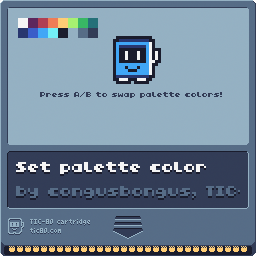 Press A/B to swap palette colors!
Set palette color
by congusbongus, TIC-
TIC-80 cartridge
tic80.com